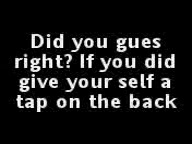 Did you gues
right? If you did
give your self a
tap on the back